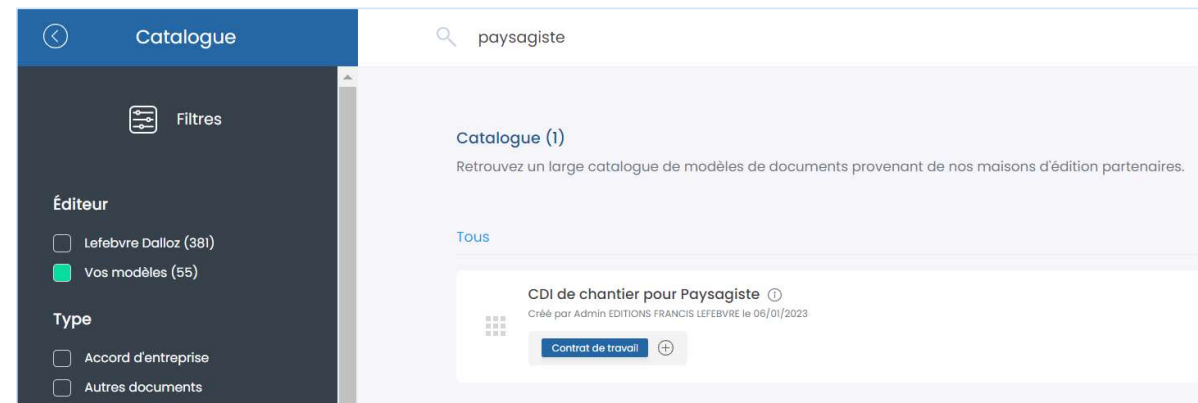 Catalogue
paysagiste
Filtres
Éditeur
Lefebvre Dalloz (381)
Vos modèles (55)
Type
Accord d'entreprise
Autres documents
Catalogue (1)
Retrouvez un large catalogue de modèles de documents provenant de nos maisons d'édition partenaires.
Tous
CDI de chantier pour Paysagiste
Créé par Admin EDITIONS FRANCIS LEFEBVRE le 06/01/2023
Contrat de travail